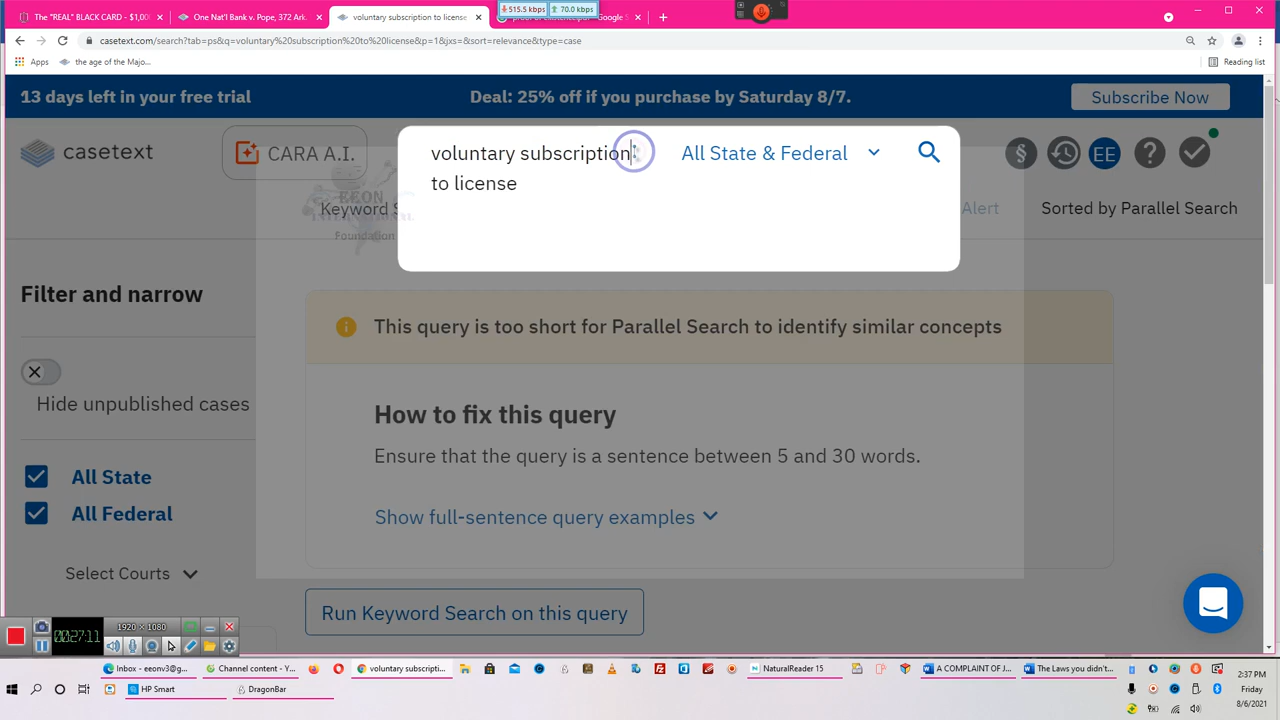 The "REAL" BLACK CARD - $1,000
One Nat'l Bank v. Pope, 372 Ark.
voluntary subscription to license
515.5 kbps
70.0 kbps
casetext.com/search?tab=ps&q=voluntary%20subscription%20to%20license&p=1&jxs=&sort=relevance&type=case
Apps
the age of the Majo...
Reading list
13 days left in your free trial
Deal: 25% off if you purchase by Saturday 8/7.
Subscribe Now
casetext
CARA A.I.
voluntary subscription
to license
All State & Federal
§
EE
?
EEON
INTERNATIONAL
Foundation
Keyword S
Alert
Sorted by Parallel Search
Filter and narrow
This query is too short for Parallel Search to identify similar concepts
Hide unpublished cases
How to fix this query
Ensure that the query is a sentence between 5 and 30 words.
All State
All Federal
Show full-sentence query examples
Select Courts
Run Keyword Search on this query
1920 × 1080
00:27:11
Inbox - eeonv3@g...
Channel content - Y...
voluntary subscripti...
NaturalReader 15
A COMPLAINT OF J...
The Laws you didn't...
2:37 PM
Friday
8/6/2021
HP Smart
DragonBar